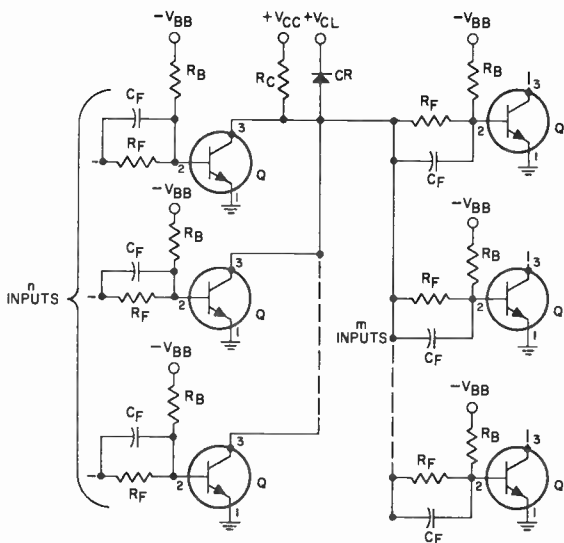 −VBB
+VCC +VCL
−VBB
RB
RC
CR
RB
3
CF
3
RF
2
Q
RF
2
Q
1
CF
1
−VBB
−VBB
RB
RB
3
CF
3
RF
2
Q
n
INPUTS
RF
2
Q
1
m
INPUTS
CF
1
−VBB
−VBB
RB
RB
3
CF
3
RF
2
Q
RF
2
Q
1
CF
1